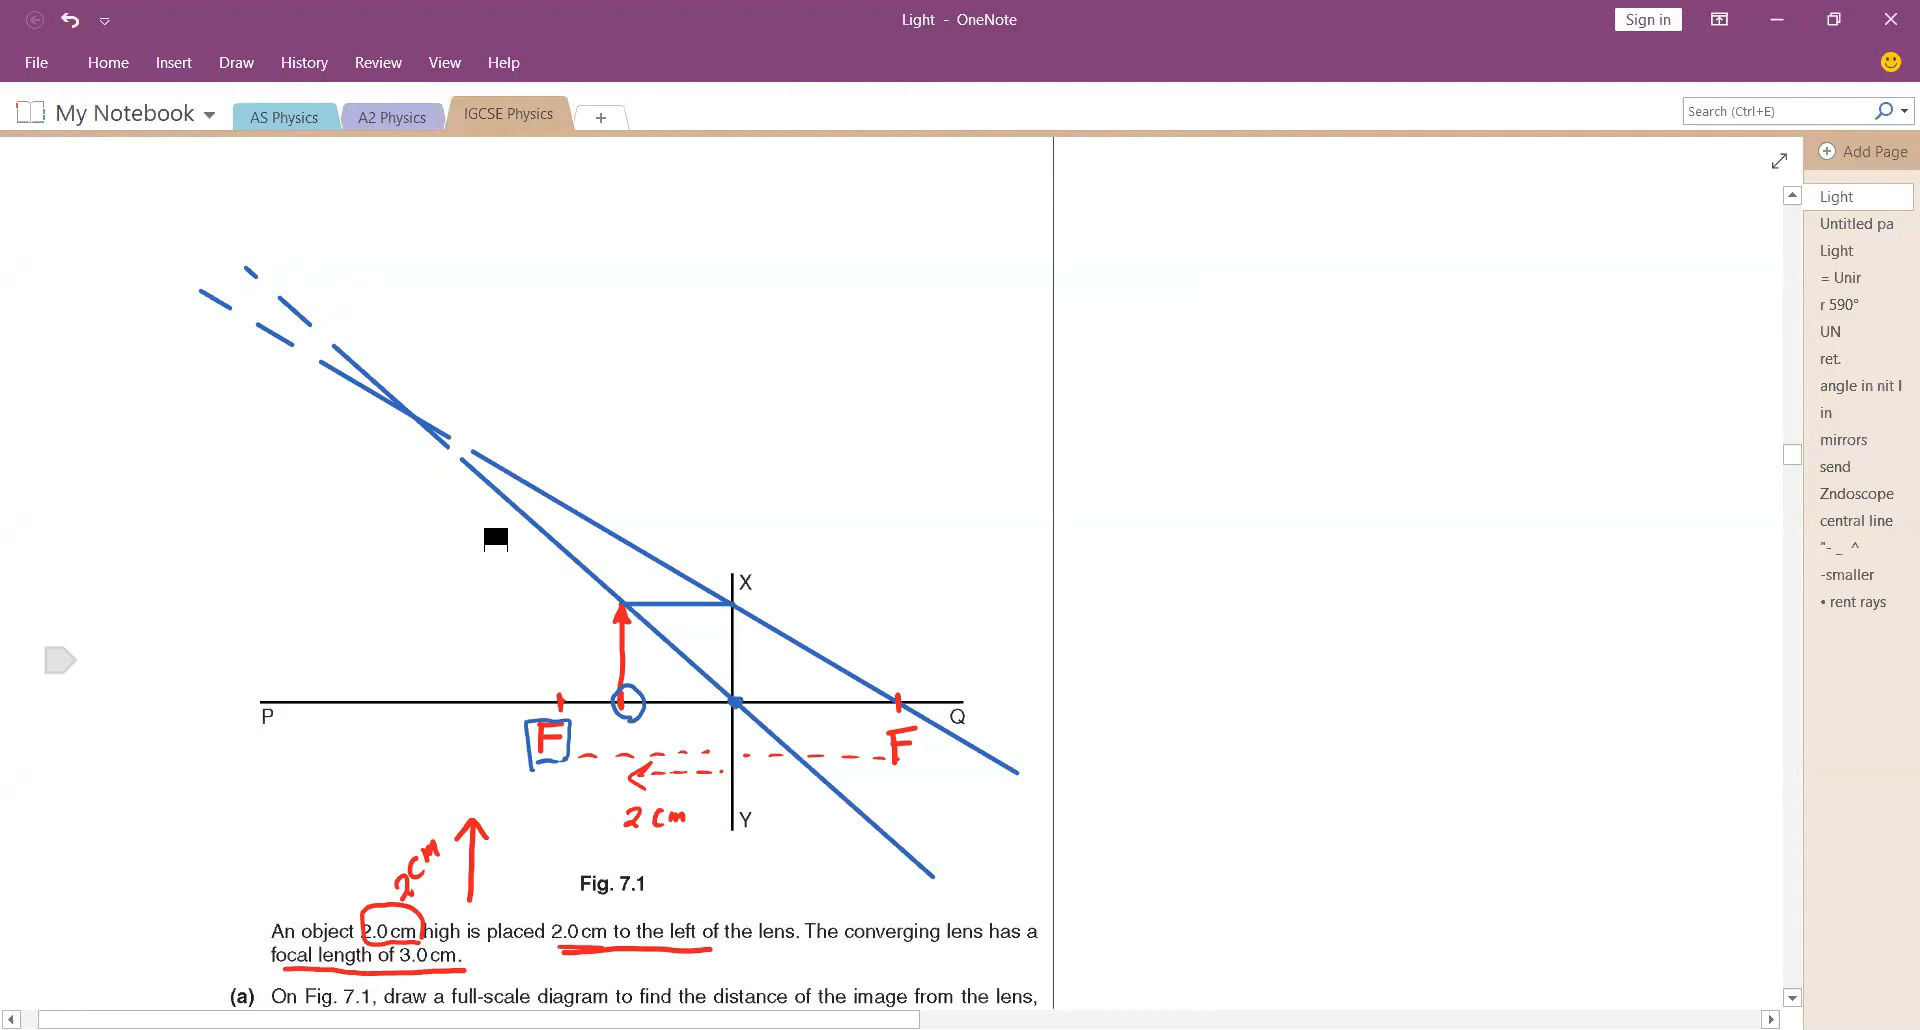 Light - OneNote
Sign in
File Home Insert Draw History Review View Help
My Notebook
AS Physics
A2 Physics
IGCSE Physics
+
Search (Ctrl+E)
Add Page
Light
Untitled pa
Light
= Unir
r 590°
UN
ret.
angle in nit I
in
mirrors
send
Zndoscope
central line
"- _ ^
-smaller
• rent rays
X
P
Q
F
F
2 cm
Y
2cm
Fig. 7.1
An object 2.0 cm high is placed 2.0 cm to the left of the lens. The converging lens has a
focal length of 3.0 cm.
(a) On Fig. 7.1, draw a full-scale diagram to find the distance of the image from the lens,